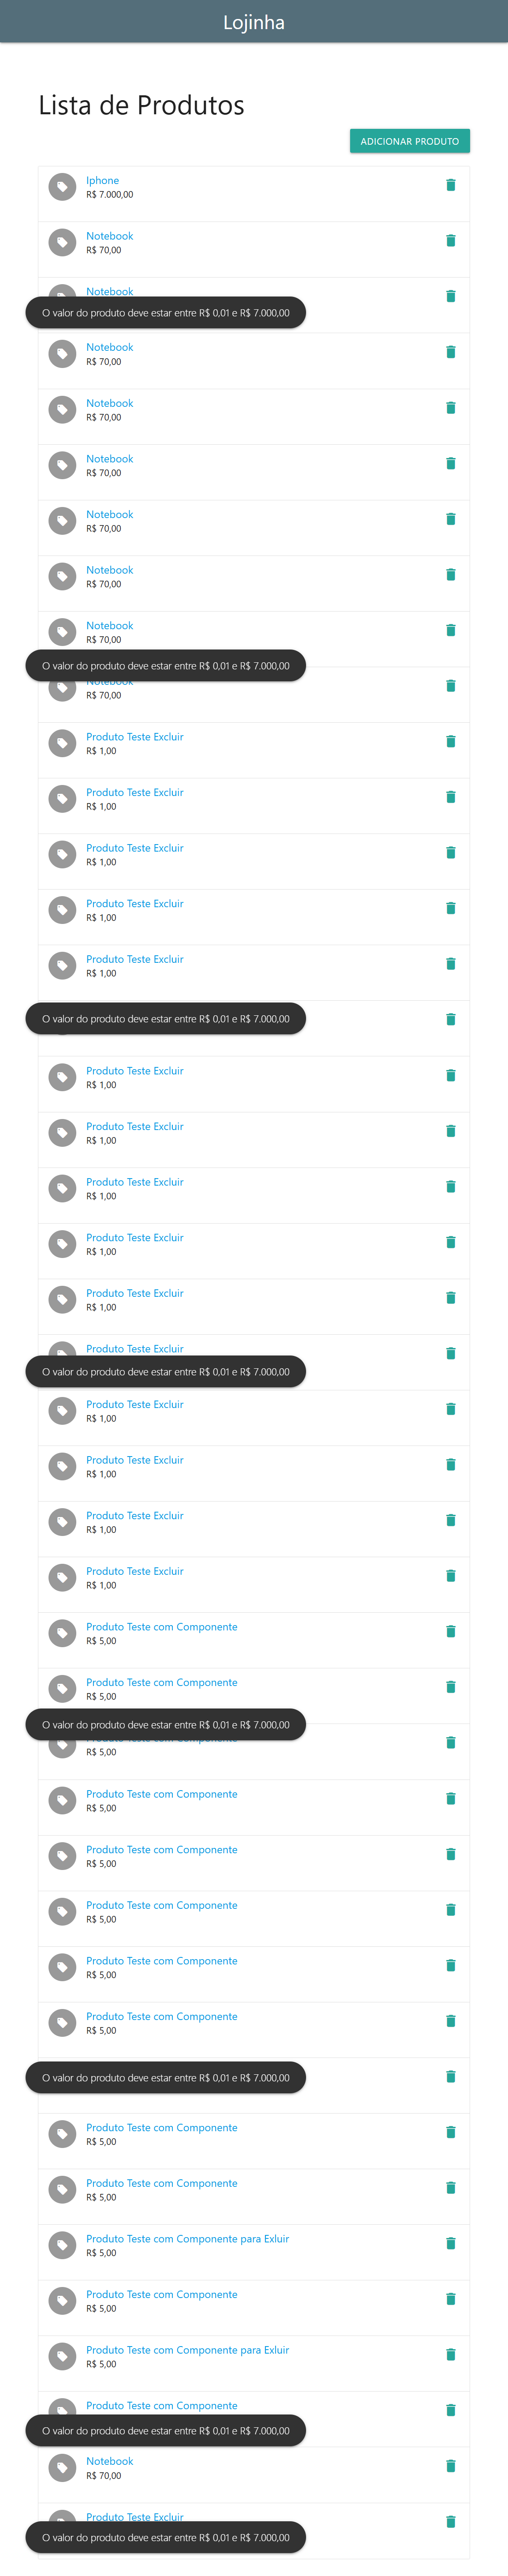 Lojinha
Lista de Produtos
ADICIONAR PRODUTO
Iphone
R$ 7.000,00
Notebook
R$ 70,00
Notebook
O valor do produto deve estar entre R$ 0,01 e R$ 7.000,00
Notebook
R$ 70,00
Notebook
R$ 70,00
Notebook
R$ 70,00
Notebook
R$ 70,00
Notebook
R$ 70,00
Notebook
R$ 70,00
O valor do produto deve estar entre R$ 0,01 e R$ 7.000,00
Notebook
R$ 70,00
Produto Teste Excluir
R$ 1,00
Produto Teste Excluir
R$ 1,00
Produto Teste Excluir
R$ 1,00
Produto Teste Excluir
R$ 1,00
Produto Teste Excluir
R$ 1,00
O valor do produto deve estar entre R$ 0,01 e R$ 7.000,00
Produto Teste Excluir
R$ 1,00
Produto Teste Excluir
R$ 1,00
Produto Teste Excluir
R$ 1,00
Produto Teste Excluir
R$ 1,00
Produto Teste Excluir
R$ 1,00
Produto Teste Excluir
O valor do produto deve estar entre R$ 0,01 e R$ 7.000,00
Produto Teste Excluir
R$ 1,00
Produto Teste Excluir
R$ 1,00
Produto Teste Excluir
R$ 1,00
Produto Teste Excluir
R$ 1,00
Produto Teste com Componente
R$ 5,00
Produto Teste com Componente
R$ 5,00
O valor do produto deve estar entre R$ 0,01 e R$ 7.000,00
R$ 5,00
Produto Teste com Componente
R$ 5,00
Produto Teste com Componente
R$ 5,00
Produto Teste com Componente
R$ 5,00
Produto Teste com Componente
R$ 5,00
Produto Teste com Componente
R$ 5,00
O valor do produto deve estar entre R$ 0,01 e R$ 7.000,00
Produto Teste com Componente
R$ 5,00
Produto Teste com Componente
R$ 5,00
Produto Teste com Componente para Exluir
R$ 5,00
Produto Teste com Componente
R$ 5,00
Produto Teste com Componente para Exluir
R$ 5,00
Produto Teste com Componente
O valor do produto deve estar entre R$ 0,01 e R$ 7.000,00
Notebook
R$ 70,00
Produto Teste Excluir
O valor do produto deve estar entre R$ 0,01 e R$ 7.000,00